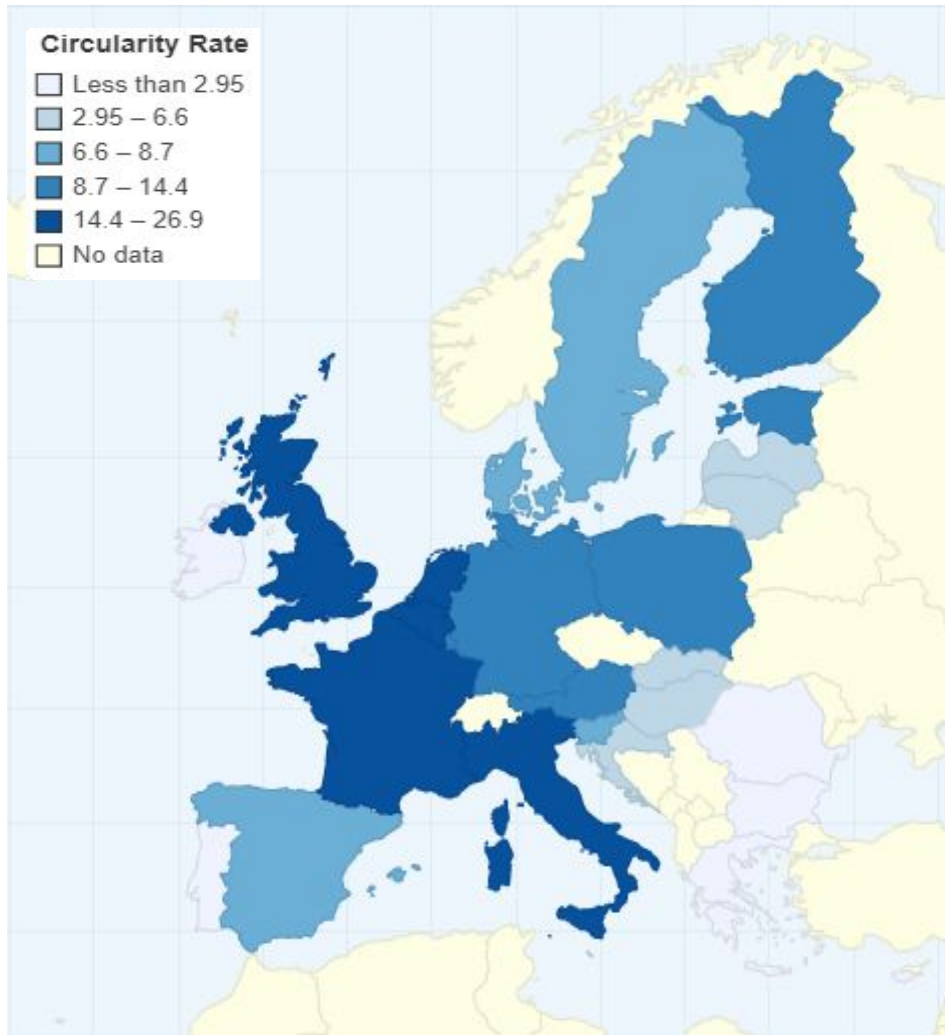 Circularity Rate
Less than 2.95
2.95 – 6.6
6.6 – 8.7
8.7 – 14.4
14.4 – 26.9
No data